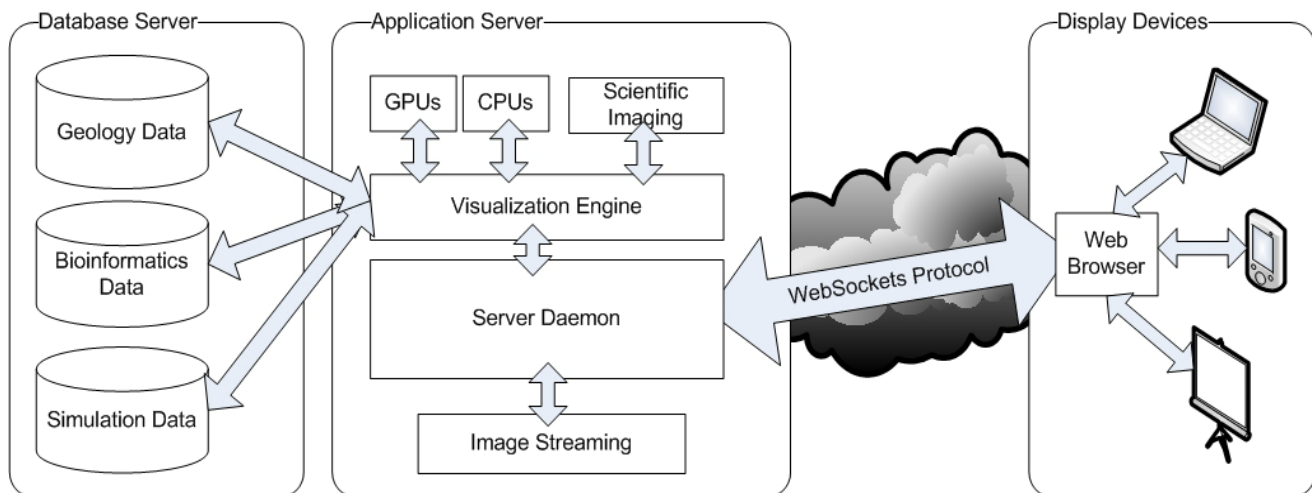 Database Server
Geology Data
Bioinformatics
Data
Simulation Data
Application Server
GPUs
CPUs
Scientific
Imaging
Visualization Engine
Server Daemon
Image Streaming
WebSockets Protocol
Display Devices
Web
Browser